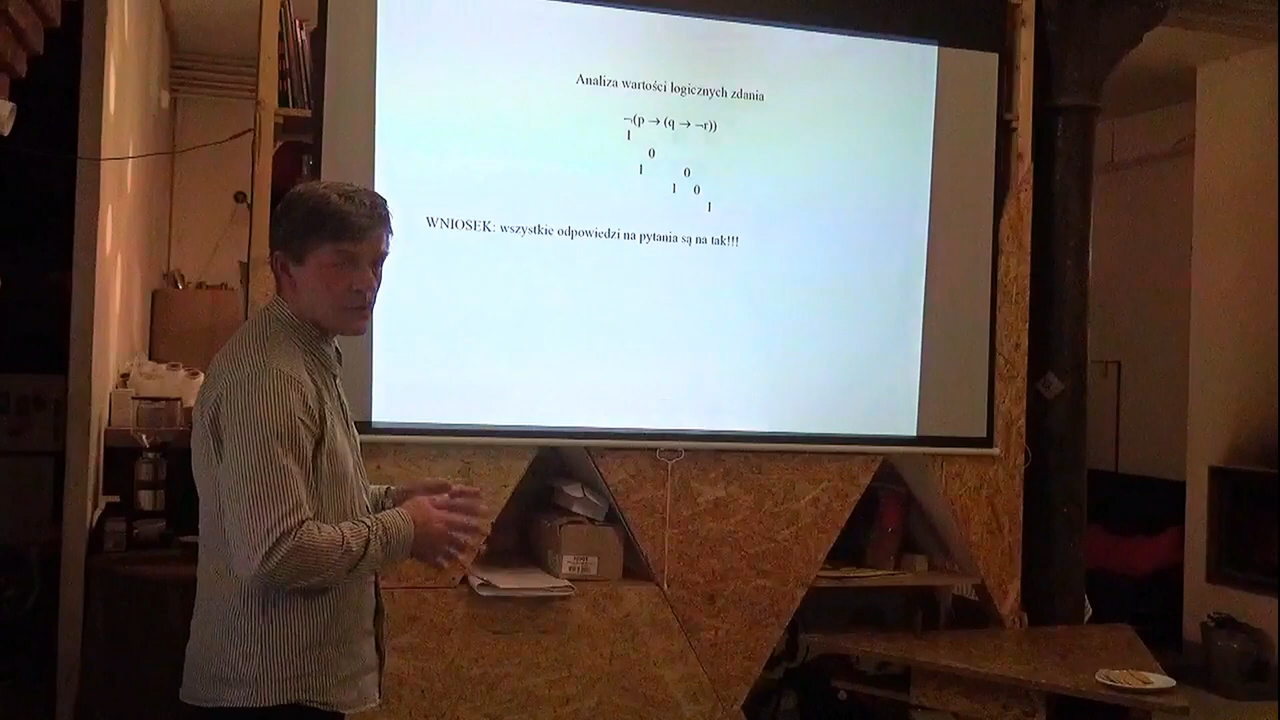 Analiza wartości logicznych zdania
¬(p → (q → ¬r))
1
0
1 0
1 0
1
WNIOSEK: wszystkie odpowiedzi na pytania są na tak!!!